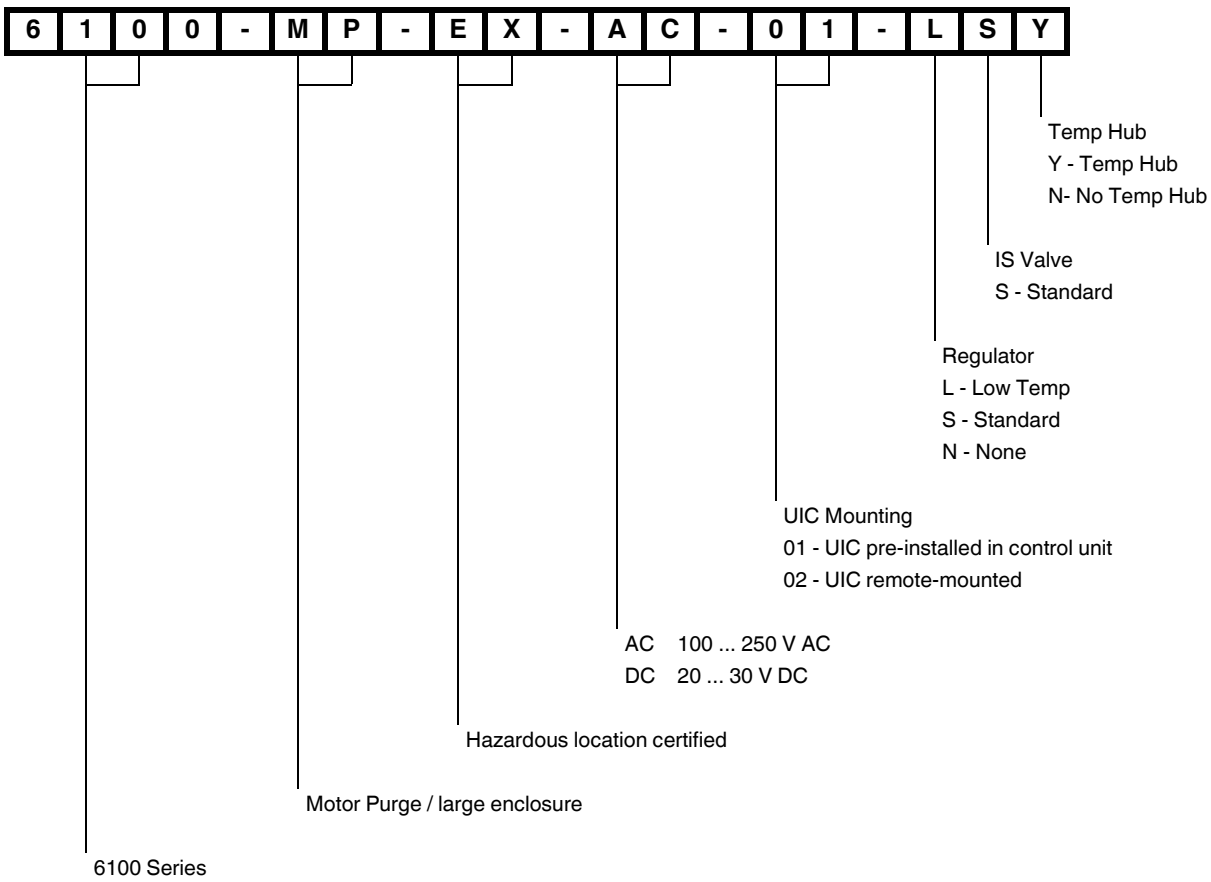 6100-MP-EX-AC-01-LSY
Temp Hub
Y - Temp Hub
N- No Temp Hub
IS Valve
S - Standard
Regulator
L - Low Temp
S - Standard
N - None
UIC Mounting
01 - UIC pre-installed in control unit
02 - UIC remote-mounted
AC 100 ... 250 V AC
DC 20 ... 30 V DC
Hazardous location certified
Motor Purge / large enclosure
6100 Series